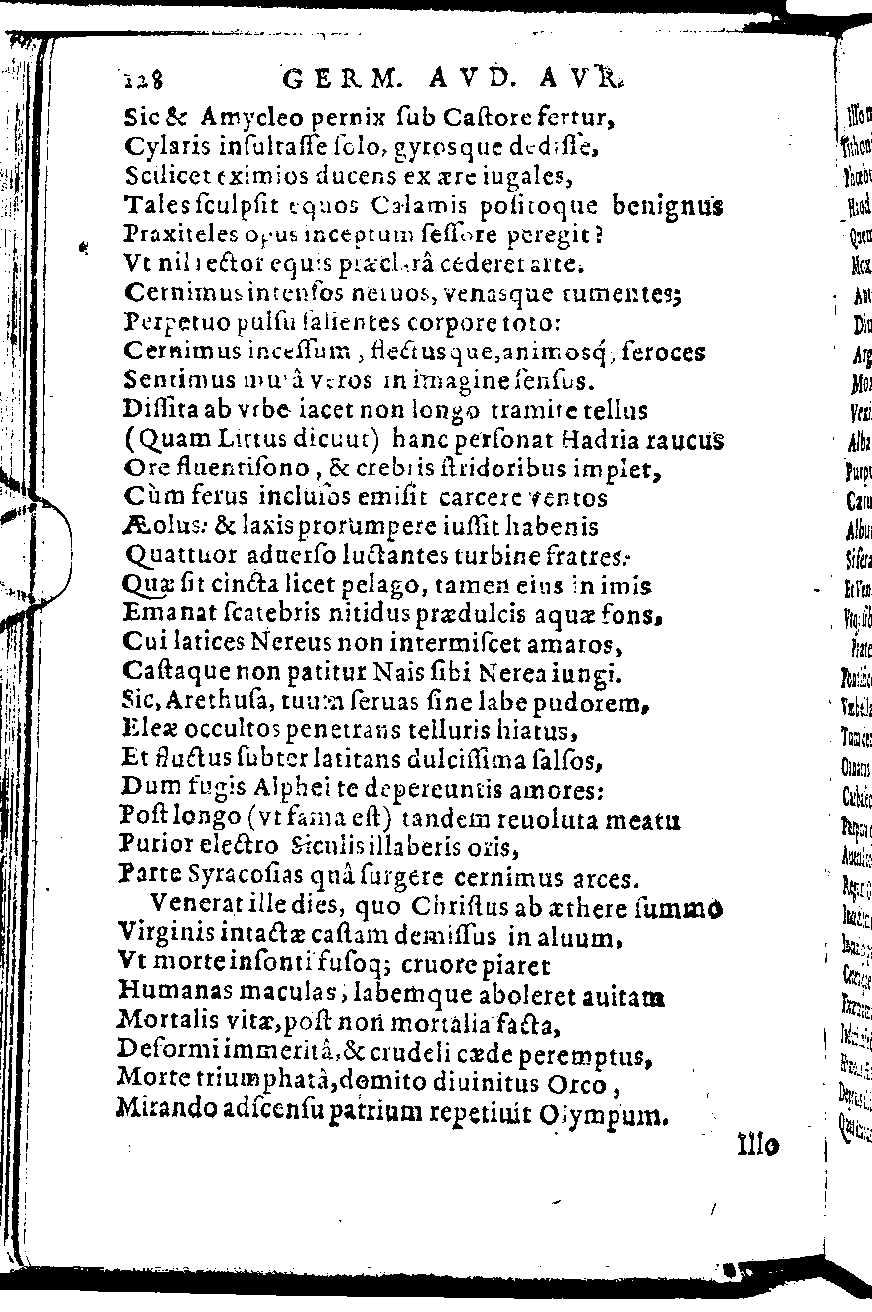 128 GERM. AVD. AVR.
Sic & Amycleo pernix ſub Caſtore fertur,
Cylaris inſultaſſe ſolo, gyrosque dediſſe,
Scilicet eximios ducens ex ære iugales,
Tales ſculpſit equos Calamis poſitoque benignus
Praxiteles opus inceptum ſeſſore peregit?
Vt nil rector equis præclarâ cederet arte.
Cernimus intenſos neruos, venasque tumentes;
Perpetuo pulſu ſalientes corpore toto:
Cernimus inceſſum, flectusque, animosq́, feroces
Sentimus mutâ veros in imagine ſenſus.
Diſſita ab vrbe iacet non longo tramite tellus
(Quam Littus dicuut) hanc perſonat Hadria raucus
Ore fluentiſono, & crebris ſtridoribus implet,
Cùm ferus incluſos emiſit carcere ventos
Æolus: & laxis prorumpere iuſſit habenis
Quattuor aduerſo luctantes turbine fratres.
Quæ ſit cincta licet pelago, tamen eius in imis
Emanat ſcatebris nitidus prædulcis aquæ fons,
Cui latices Nereus non intermiſcet amaros,
Caſtaque non patitur Nais ſibi Nerea iungi.
Sic, Arethuſa, tuum ſeruas ſine labe pudorem,
Eleæ occultos penetrans telluris hiatus,
Et fluctus ſubter latitans dulciſſima ſalſos,
Dum fugis Alphei te depereuntis amores:
Poſt longo (vt fama eſt) tandem reuoluta meatu
Purior electro Siculis illaberis oris,
Parte Syracoſias quâ ſurgere cernimus arces.
Venerat ille dies, quo Chriſtus ab æthere ſummo
Virginis intactæ caſtam demiſſus in aluum,
Vt morte inſonti fuſoq; cruore piaret
Humanas maculas, labemque aboleret auitam
Mortalis vitæ, poſt non mortalia facta,
Deformi immeritâ, & crudeli cæde peremptus,
Morte triumphatâ, domito diuinitus Orco,
Mirando adſcenſu patrium repetiuit Olympum.
Illo